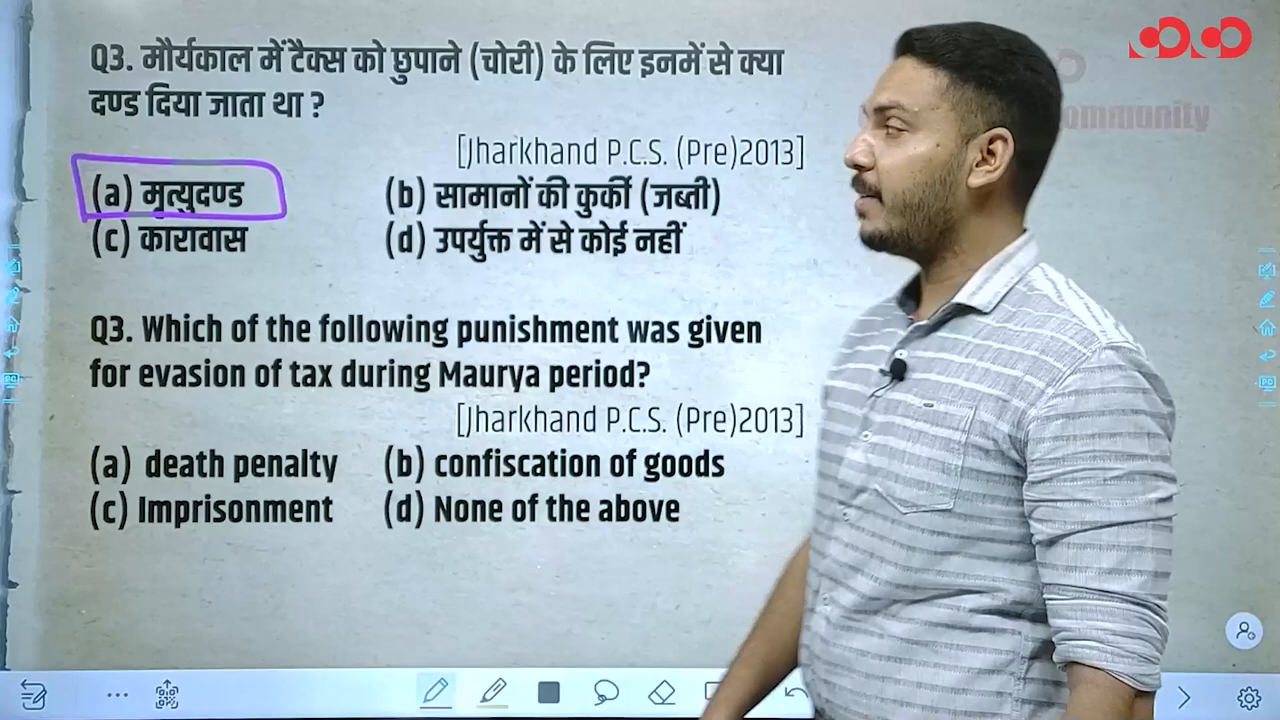 Q3. मौर्यकाल में टैक्स को छुपाने (चोरी) के लिए इनमें से क्या
दण्ड दिया जाता था ?
[Jharkhand P.C.S. (Pre)2013]
(a) मृत्युदण्ड (b) सामानों की कुर्की (जब्ती)
(c) कारावास (d) उपर्युक्त में से कोई नहीं
Q3. Which of the following punishment was given
for evasion of tax during Maurya period?
[Jharkhand P.C.S. (Pre)2013]
(a) death penalty (b) confiscation of goods
(c) Imprisonment (d) None of the above